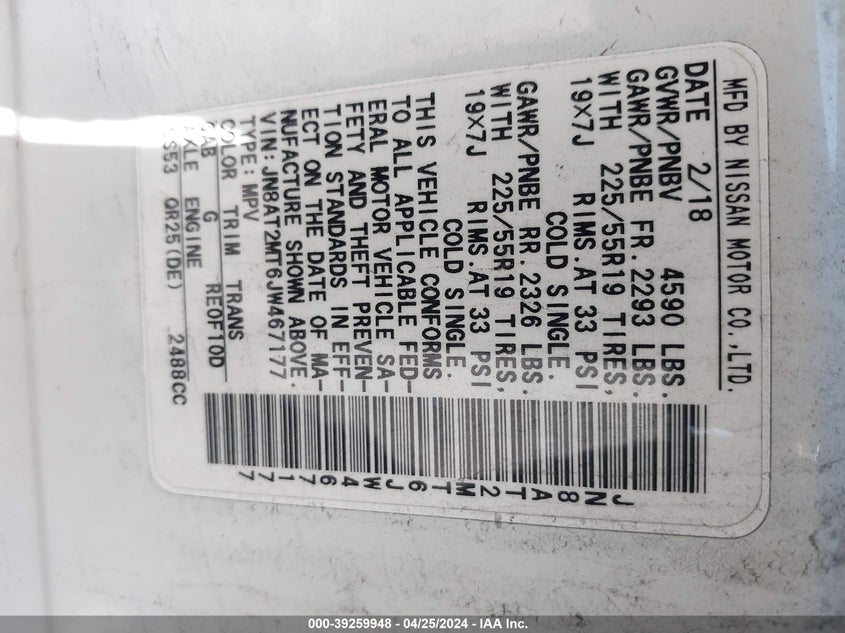 MFD BY NISSAN MOTOR CO.,LTD.
DATE 2/18
GVWR/PNBV 4590 LBS.
GAWR/PNBE FR. 2293 LBS.
WITH 225/55R19 TIRES,
19X7J RIMS.AT 33 PSI
COLD SINGLE.
GAWR/PNBE RR. 2326 LBS.
WITH 225/55R19 TIRES,
19X7J RIMS.AT 33 PSI
COLD SINGLE.
THIS VEHICLE CONFORMS
TO ALL APPLICABLE FED-
ERAL MOTOR VEHICLE SA-
FETY AND THEFT PREVEN-
TION STANDARDS IN EFF-
ECT ON THE DATE OF MA-
NUFACTURE SHOWN ABOVE.
VIN:JN8AT2MT6JW467177
TYPE: MPV
COLOR TRIM TRANS
G RE0F10D
AXLE ENGINE
QR25(DE) 2488CC
JN8AT2MT6JW467177
000-39259948 - 04/25/2024 - IAA Inc.